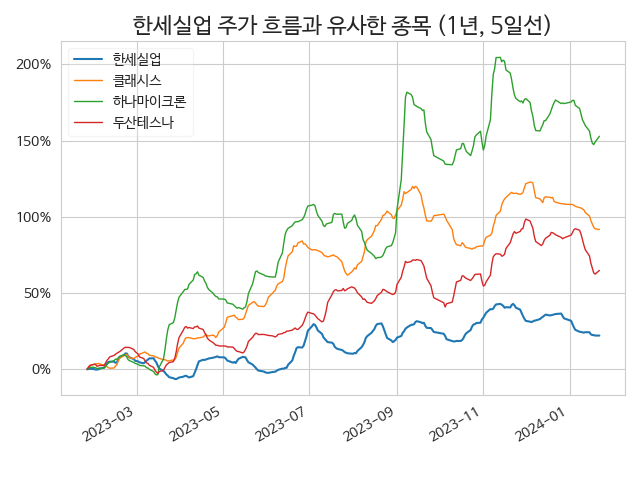 한세실업 주가 흐름과 유사한 종목 (1년, 5일선)
한세실업
클래시스
하나마이크론
두산테스나
200%
150%
100%
50%
0%
2023-03
2023-05
2023-07
2023-09
2023-11
2024-01